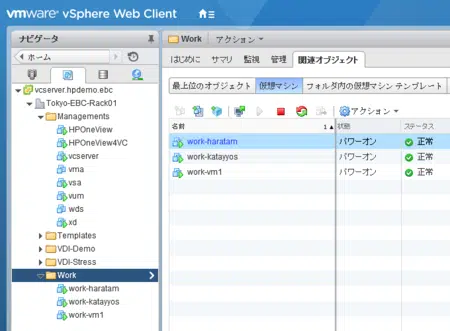 vmware® vSphere Web Client
ナビゲータ
ホーム
vcserver.hpdemo.ebc
Tokyo-EBC-Rack01
Managements
HPOneView
HPOneView4VC
vcserver
vma
vsa
vum
wds
xd
Templates
VDI-Demo
VDI-Stress
Work
work-haratam
work-katayyos
work-vm1
Work アクション
はじめに サマリ 監視 管理 関連オブジェクト
最上位のオブジェクト 仮想マシン フォルダ内の仮想マシン テンプレート
アクション
名前 1▲ 状態 ステータス
work-haratam パワーオン 正常
work-katayyos パワーオン 正常
work-vm1 パワーオン 正常